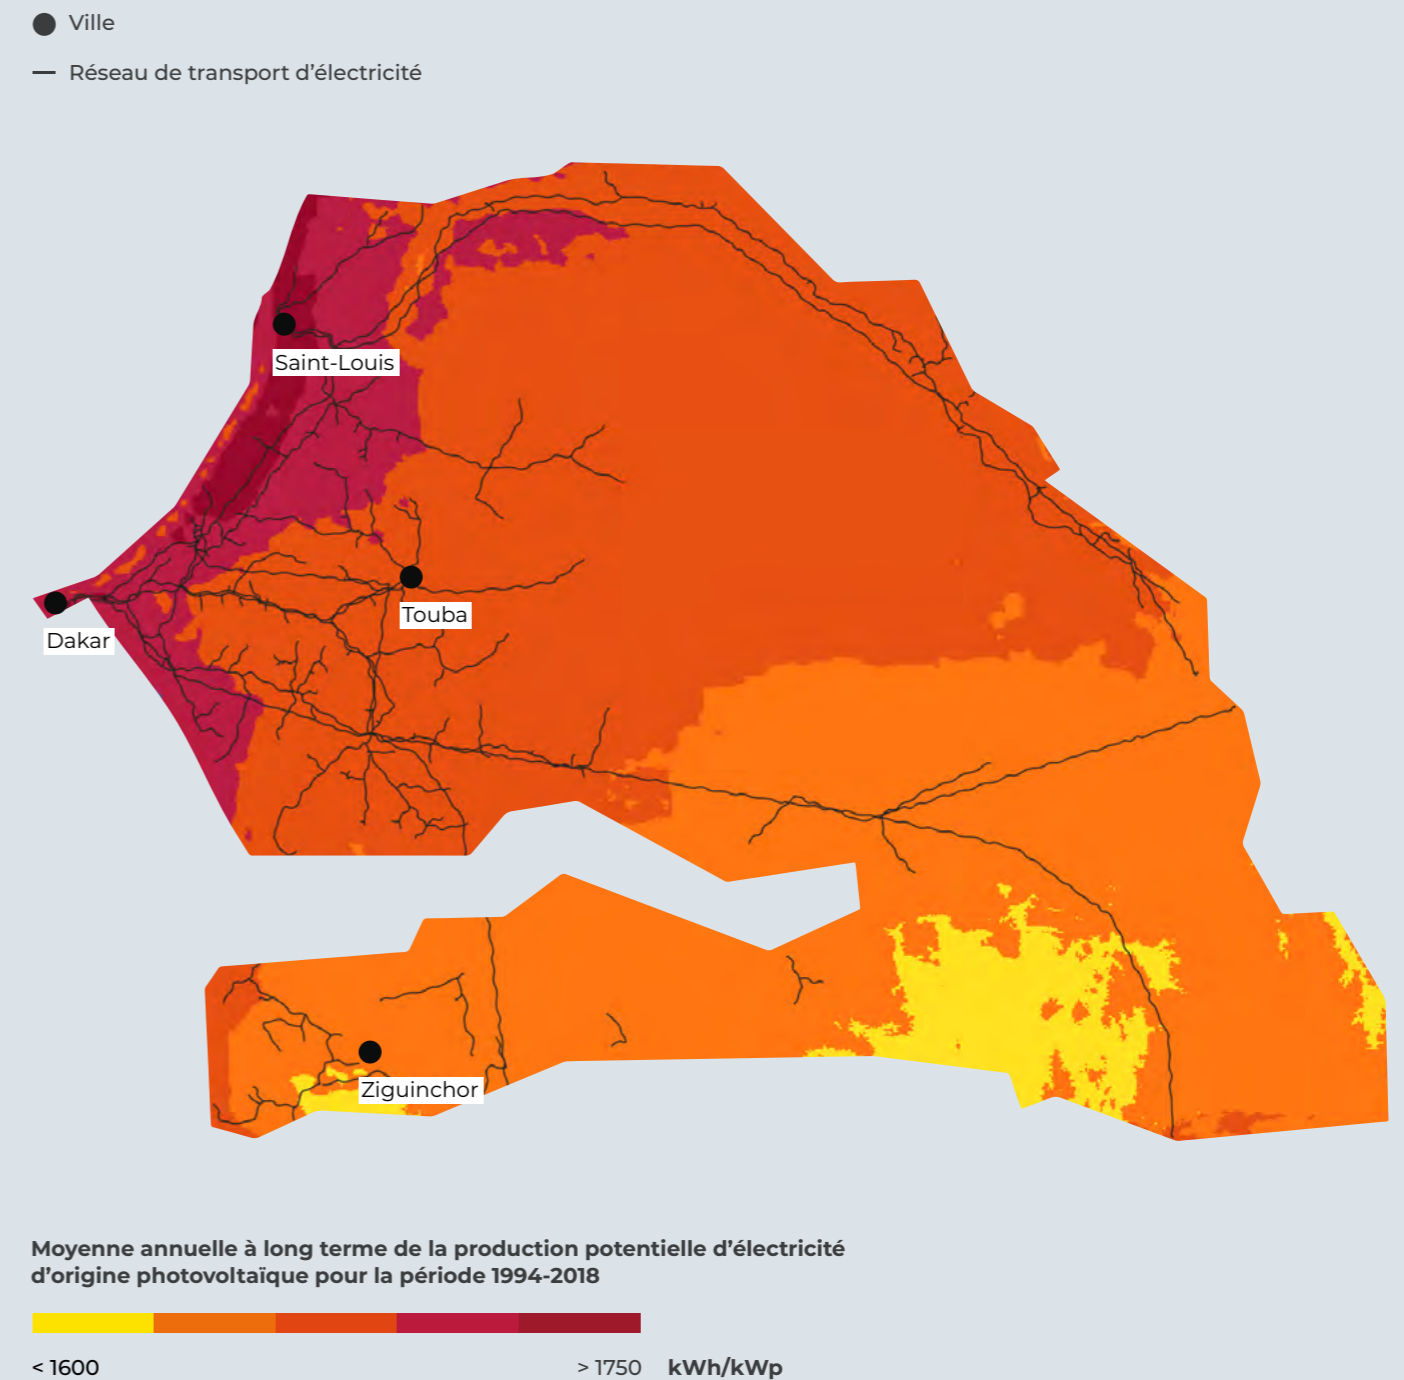 Ville
Réseau de transport d’électricité
Saint-Louis
Touba
Dakar
Ziguinchor
Moyenne annuelle à long terme de la production potentielle d’électricité
d’origine photovoltaïque pour la période 1994-2018
< 1600 > 1750 kWh/kWp